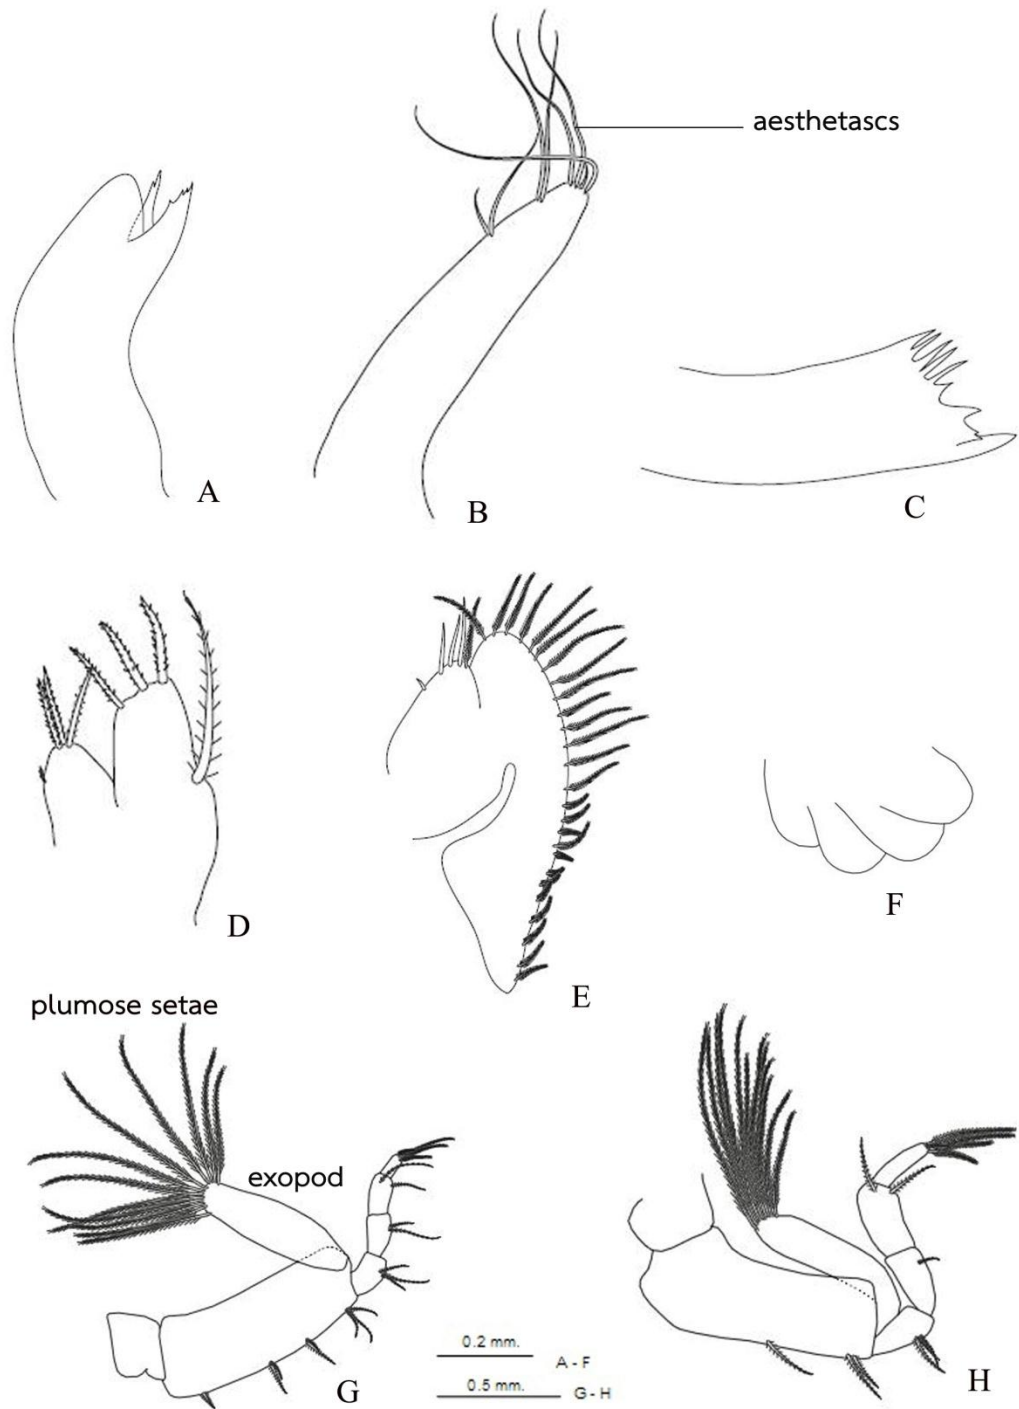 aesthetascs
A
B
C
D
E
F
plumose setae
exopod
G
0.2 mm.
A - F
0.5 mm.
G - H
H